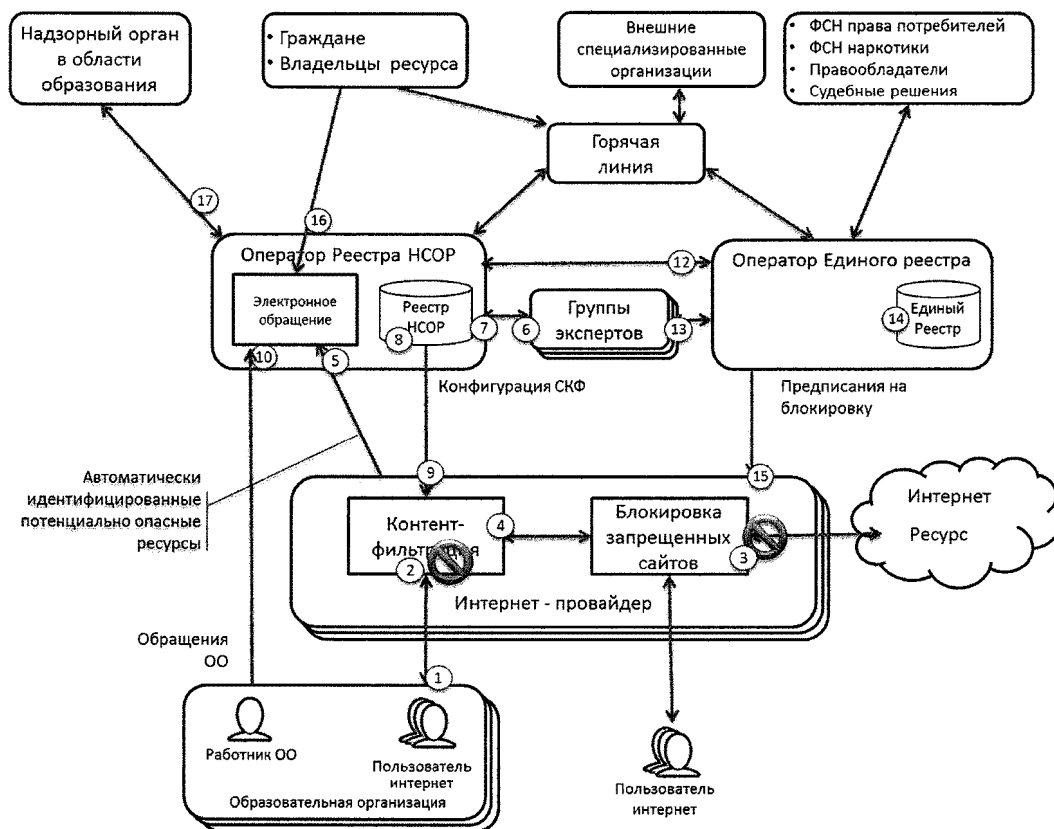 Надзорный орган
в области
образования
• Граждане
• Владельцы ресурса
Внешние
специализированные
организации
• ФСН права потребителей
• ФСН наркотики
• Правообладатели
• Судебные решения
Горячая
линия
17
16
Оператор Реестра НСОР
Электронное
обращение
Реестр
НСОР
8
7
6
Группы
экспертов
13
12
Оператор Единого реестра
14
Единый
Реестр
10
5
Конфигурация СКФ
Предписания на
блокировку
Автоматически
идентифицированные
потенциально опасные
ресурсы
9
15
Контент-
фильтрация
2
4
Блокировка
запрещенных
сайтов
3
Интернет
Ресурс
Интернет - провайдер
Обращения
ОО
1
Работник ОО
Пользователь
интернет
Образовательная организация
Пользователь
интернет